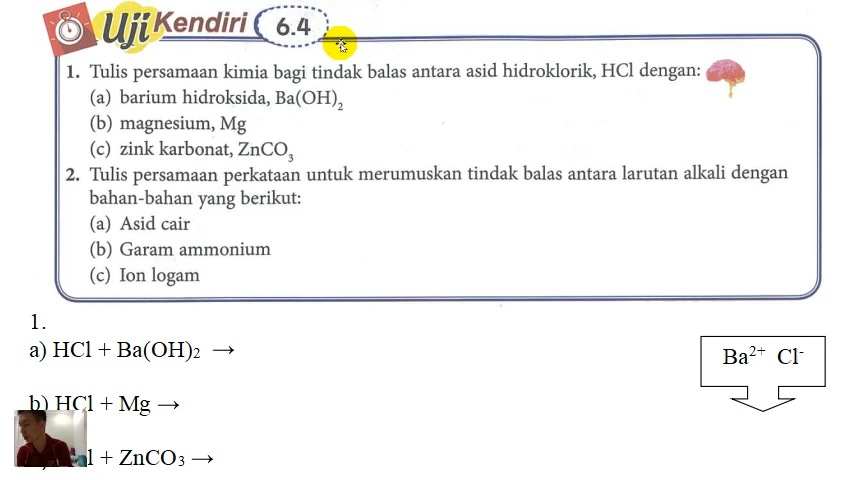 Uji Kendiri 6.4
1. Tulis persamaan kimia bagi tindak balas antara asid hidroklorik, HCl dengan:
(a) barium hidroksida, Ba(OH)₂
(b) magnesium, Mg
(c) zink karbonat, ZnCO₃
2. Tulis persamaan perkataan untuk merumuskan tindak balas antara larutan alkali dengan
bahan-bahan yang berikut:
(a) Asid cair
(b) Garam ammonium
(c) Ion logam
1.
a) HCl + Ba(OH)₂ →
Ba²⁺ Cl⁻
b) HCl + Mg →
l + ZnCO₃ →